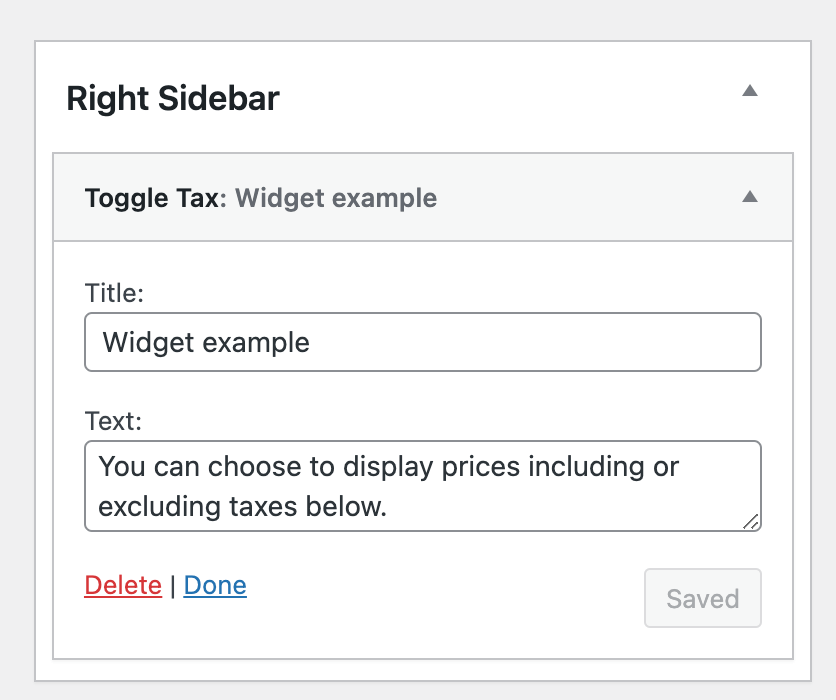 Right Sidebar
Toggle Tax: Widget example
Title:
Widget example
Text:
You can choose to display prices including or
excluding taxes below.
Delete | Done
Saved